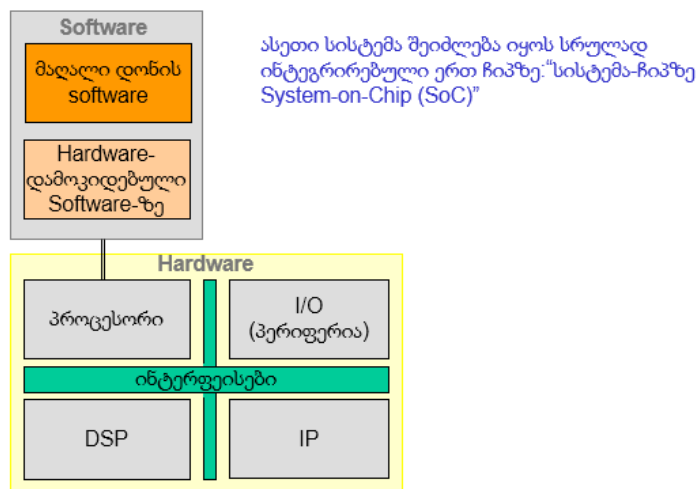 Software
მაღალი დონის
software
Hardware-
დამოკიდებული
Software-ზე
ასეთი სისტემა შეიძლება იყოს სრულად
ინტეგრირებული ერთ ჩიპზე:“სისტემა-ჩიპზე
System-on-Chip (SoC)”
Hardware
პროცესორი
I/O
(პერიფერია)
ინტერფეისები
DSP
IP